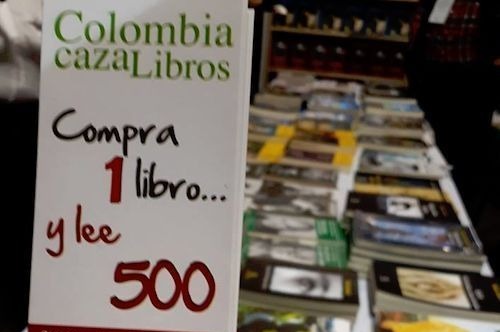 Colombia
cazaLibros
Compra
1 libro...
y lee
500